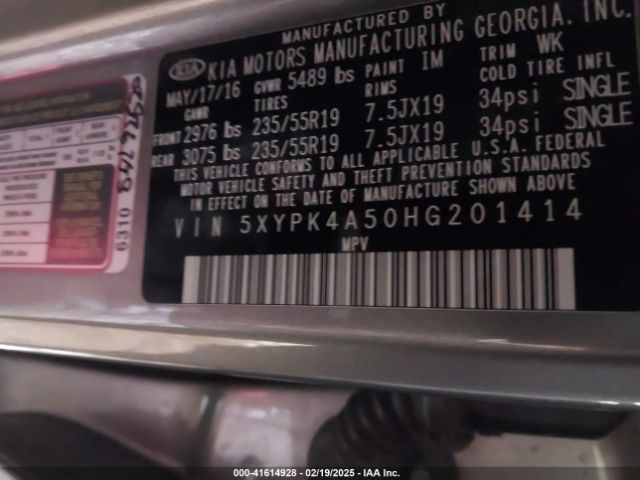 MANUFACTURED BY
KIA KIA MOTORS MANUFACTURING GEORGIA. INC.
MAY/17/16 GVWR 5489 lbs PAINT IM TRIM WK
GAWR TIRES RIMS COLD TIRE INFL
FRONT 2976 lbs 235/55R19 7.5JX19 34psi SINGLE
REAR 3075 lbs 235/55R19 7.5JX19 34psi SINGLE
THIS VEHICLE CONFORMS TO ALL APPLICABLE U.S.A. FEDERAL
MOTOR VEHICLE SAFETY AND THEFT PREVENTION STANDARDS
IN EFFECT ON THE DATE OF MANUFACTURE SHOWN ABOVE
VIN 5XYPK4A50HG201414
MPV
6310
000-41614928 - 02/19/2025 - IAA Inc.